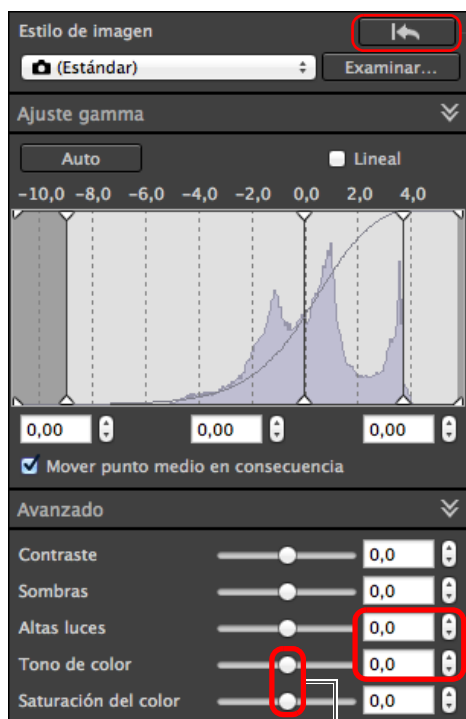 Estilo de imagen
(Estándar) Examinar...
Ajuste gamma
Auto Lineal
-10,0 -8,0 -6,0 -4,0 -2,0 0,0 2,0 4,0
0,00 0,00 0,00
Mover punto medio en consecuencia
Avanzado
Contraste 0,0
Sombras 0,0
Altas luces 0,0
Tono de color 0,0
Saturación del color 0,0